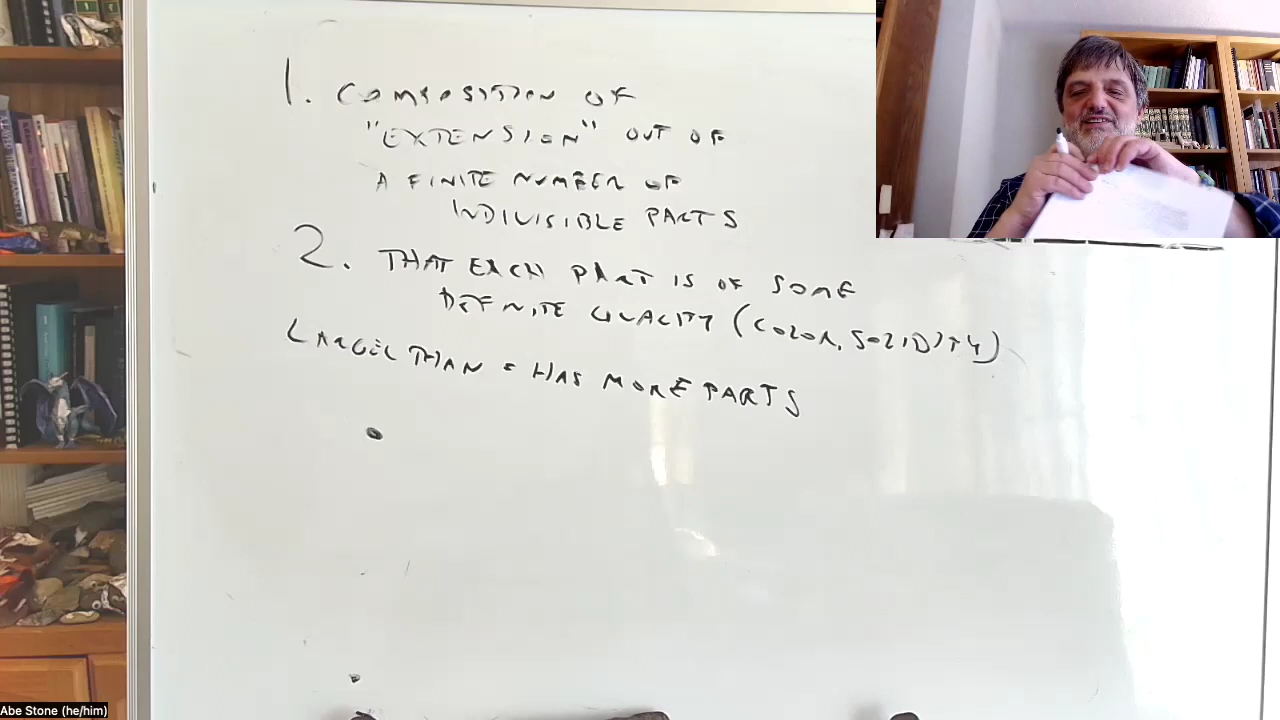 1. COMPOSITION OF
"EXTENSION" OUT OF
A FINITE NUMBER OF
INDIVISIBLE PARTS
2. THAT EACH PART IS OF SOME
DEFINITE QUALITY (COLOR, SOLIDITY)
LARGER THAN = HAS MORE PARTS
Abe Stone (he/him)